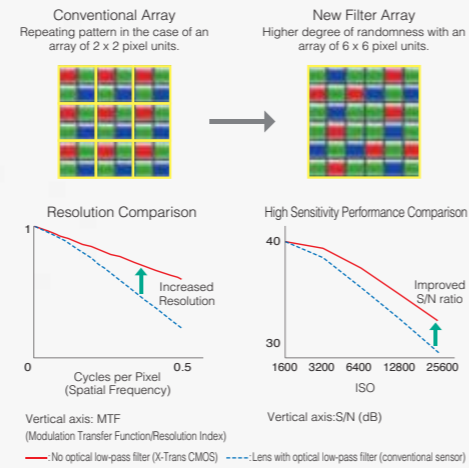 Conventional Array
Repeating pattern in the case of an
array of 2 x 2 pixel units.
New Filter Array
Higher degree of randomness with an
array of 6 x 6 pixel units.
Resolution Comparison
1
Increased
Resolution
0
0.5
Cycles per Pixel
(Spatial Frequency)
Vertical axis: MTF
(Modulation Transfer Function/Resolution Index)
High Sensitivity Performance Comparison
40
Improved
S/N ratio
30
1600 3200 6400 12800 25600
ISO
Vertical axis:S/N (dB)
:No optical low-pass filter (X-Trans CMOS)
:Lens with optical low-pass filter (conventional sensor)